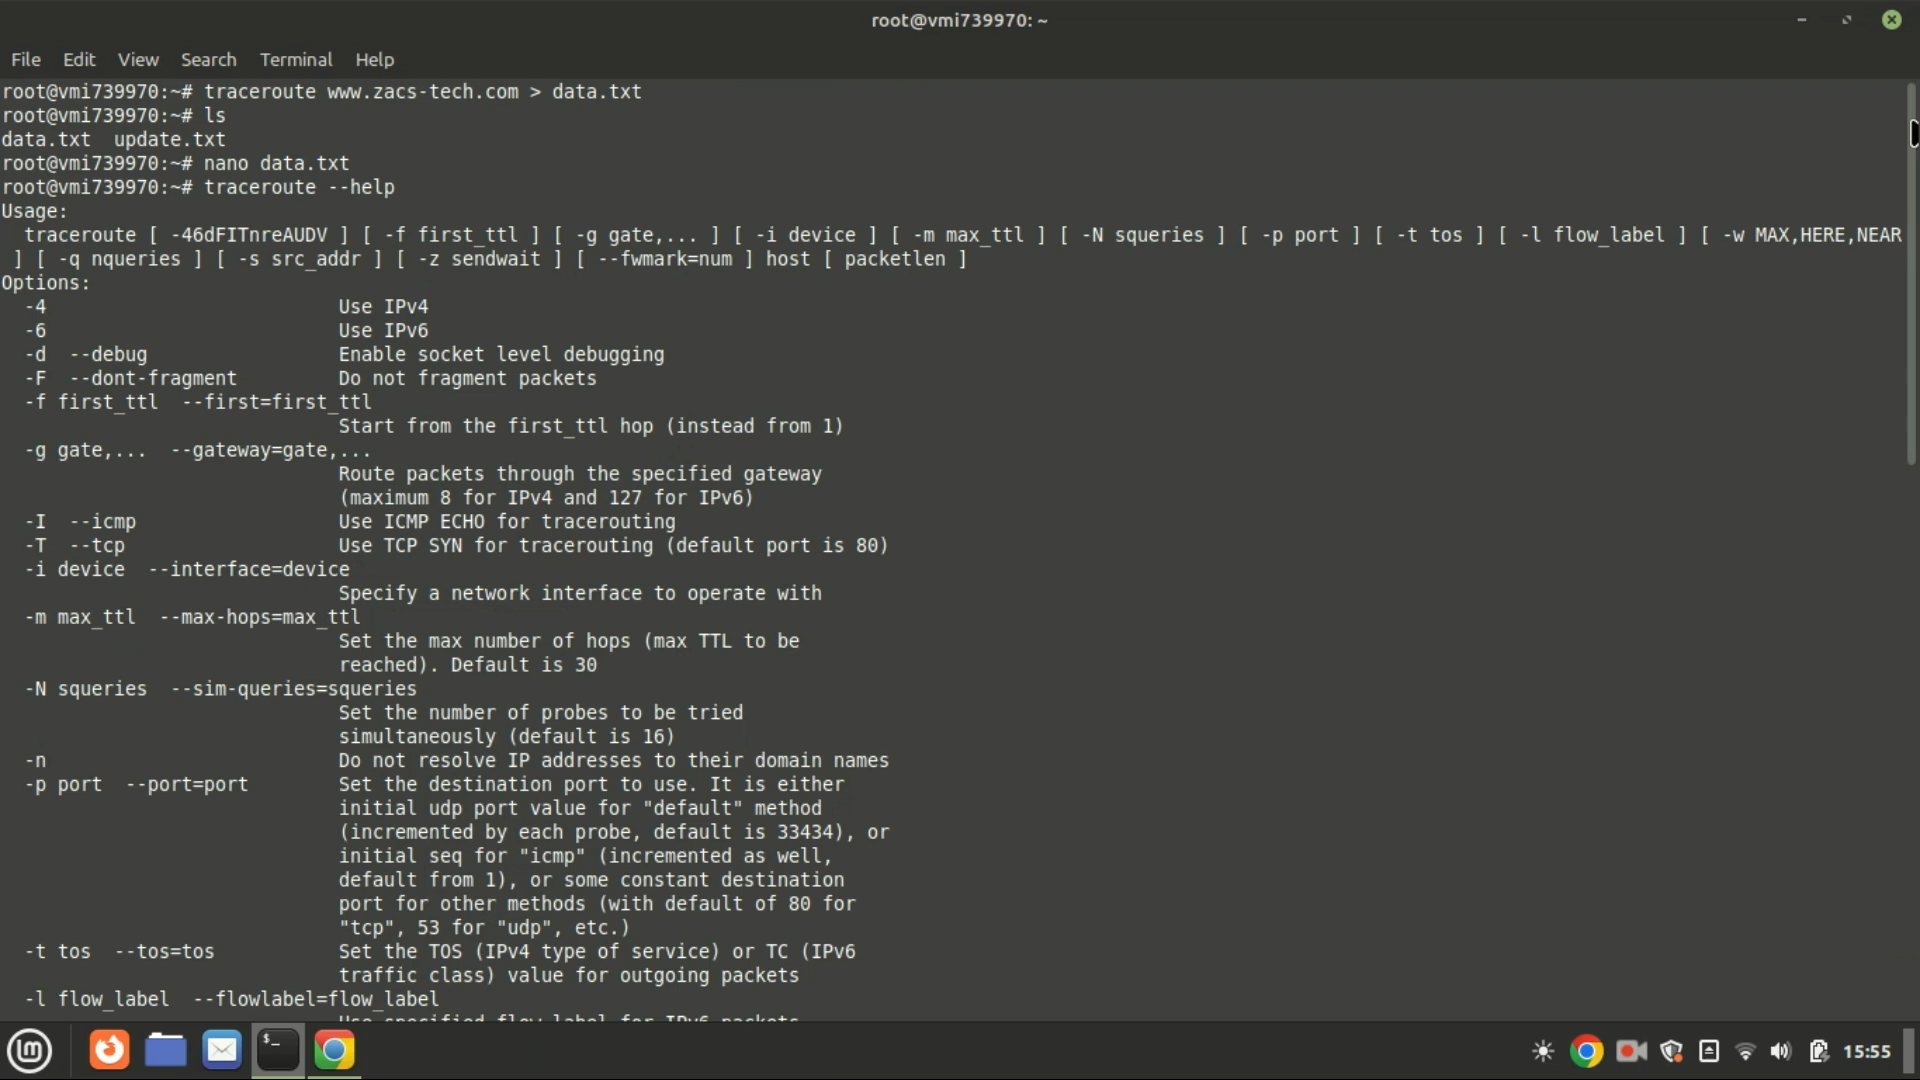 root@vmi739970: ~
File Edit View Search Terminal Help
root@vmi739970:~# traceroute www.zacs-tech.com > data.txt
root@vmi739970:~# ls
data.txt  update.txt
root@vmi739970:~# nano data.txt
root@vmi739970:~# traceroute --help
Usage:
  traceroute [ -46dFITnreAUDV ] [ -f first_ttl ] [ -g gate,... ] [ -i device ] [ -m max_ttl ] [ -N squeries ] [ -p port ] [ -t tos ] [ -l flow_label ] [ -w MAX,HERE,NEAR
 ] [ -q nqueries ] [ -s src_addr ] [ -z sendwait ] [ --fwmark=num ] host [ packetlen ]
Options:
  -4                          Use IPv4
  -6                          Use IPv6
  -d  --debug                 Enable socket level debugging
  -F  --dont-fragment         Do not fragment packets
  -f first_ttl  --first=first_ttl
                              Start from the first_ttl hop (instead from 1)
  -g gate,...  --gateway=gate,...
                              Route packets through the specified gateway
                              (maximum 8 for IPv4 and 127 for IPv6)
  -I  --icmp                  Use ICMP ECHO for tracerouting
  -T  --tcp                   Use TCP SYN for tracerouting (default port is 80)
  -i device  --interface=device
                              Specify a network interface to operate with
  -m max_ttl  --max-hops=max_ttl
                              Set the max number of hops (max TTL to be
                              reached). Default is 30
  -N squeries  --sim-queries=squeries
                              Set the number of probes to be tried
                              simultaneously (default is 16)
  -n                          Do not resolve IP addresses to their domain names
  -p port  --port=port        Set the destination port to use. It is either
                              initial udp port value for "default" method
                              (incremented by each probe, default is 33434), or
                              initial seq for "icmp" (incremented as well,
                              default from 1), or some constant destination
                              port for other methods (with default of 80 for
                              "tcp", 53 for "udp", etc.)
  -t tos  --tos=tos           Set the TOS (IPv4 type of service) or TC (IPv6
                              traffic class) value for outgoing packets
  -l flow_label  --flowlabel=flow_label
                              Use specified flow_label for IPv6 packets
15:55